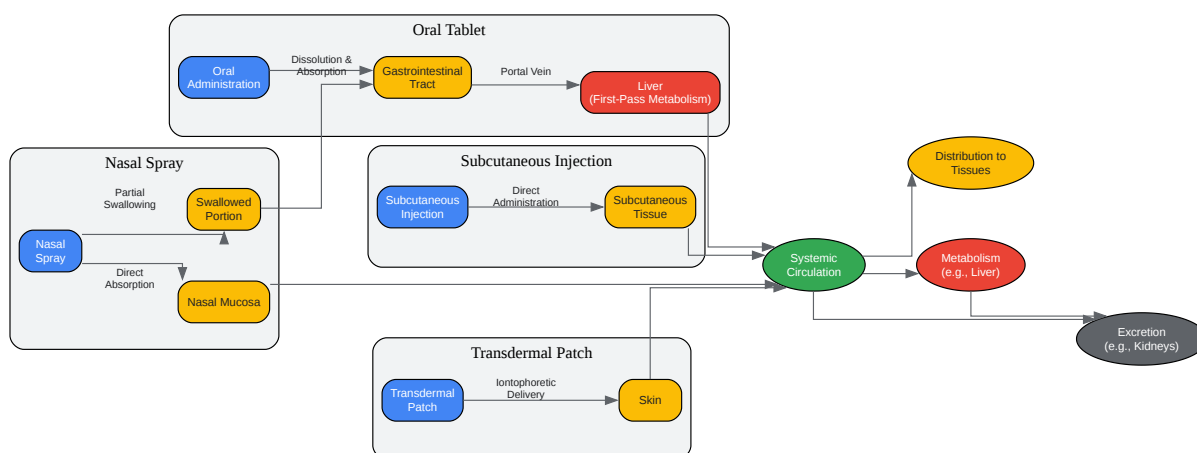 Oral Tablet
Oral
Administration
Dissolution &
Absorption
Gastrointestinal
Tract
Portal Vein
Liver
(First-Pass Metabolism)
Nasal Spray
Partial
Swallowing
Swallowed
Portion
Nasal
Spray
Direct
Absorption
Nasal Mucosa
Subcutaneous Injection
Subcutaneous
Injection
Direct
Administration
Subcutaneous
Tissue
Transdermal Patch
Transdermal
Patch
Iontophoretic
Delivery
Skin
Systemic
Circulation
Distribution to
Tissues
Metabolism
(e.g., Liver)
Excretion
(e.g., Kidneys)